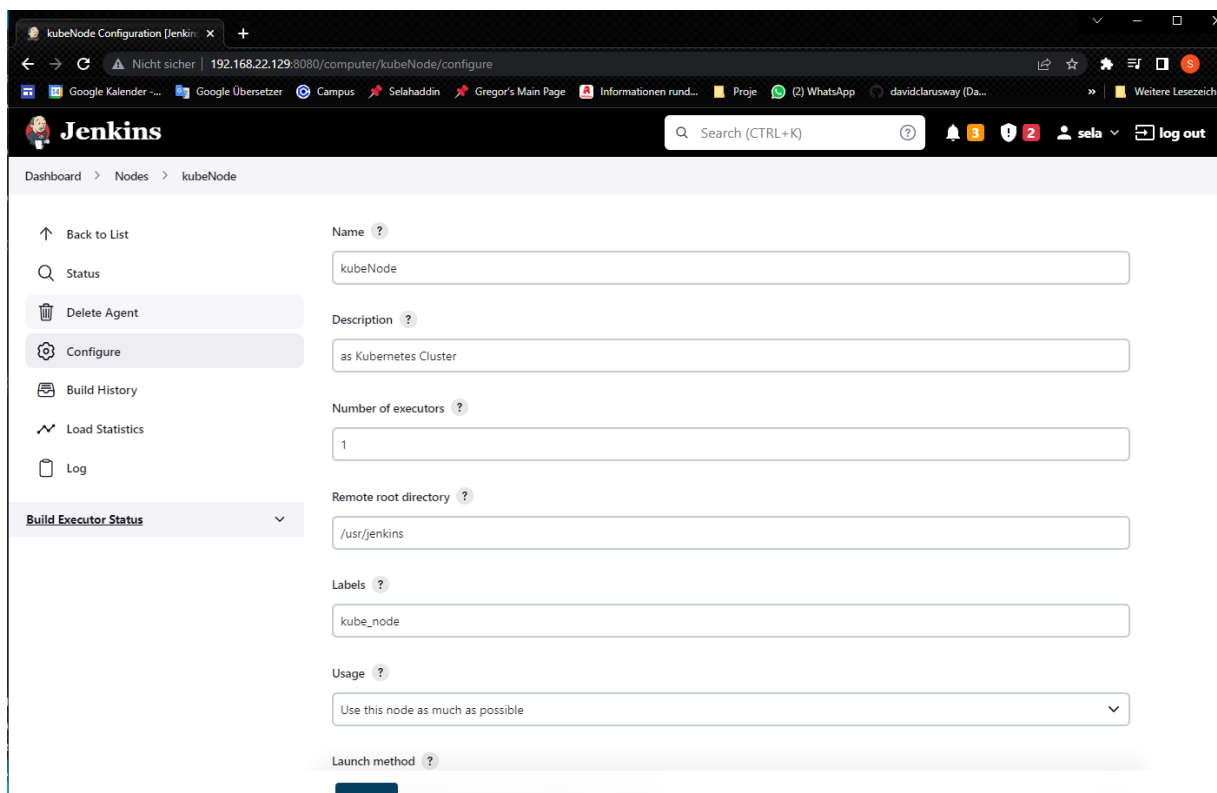 kubeNode Configuration [Jenkin
Nicht sicher | 192.168.22.129:8080/computer/kubeNode/configure
S
14 Google Kalender -... Google Übersetzer Campus Selahaddin Gregor's Main Page Informationen rund... Proje (2) WhatsApp davidclarusway (Da... » Weitere Lesezeich
Jenkins
Search (CTRL+K) ? 3 2 sela log out
Dashboard > Nodes > kubeNode
Back to List
Status
Delete Agent
Configure
Build History
Load Statistics
Log
Build Executor Status
Name ?
kubeNode
Description ?
as Kubernetes Cluster
Number of executors ?
1
Remote root directory ?
/usr/jenkins
Labels ?
kube_node
Usage ?
Use this node as much as possible
Launch method ?